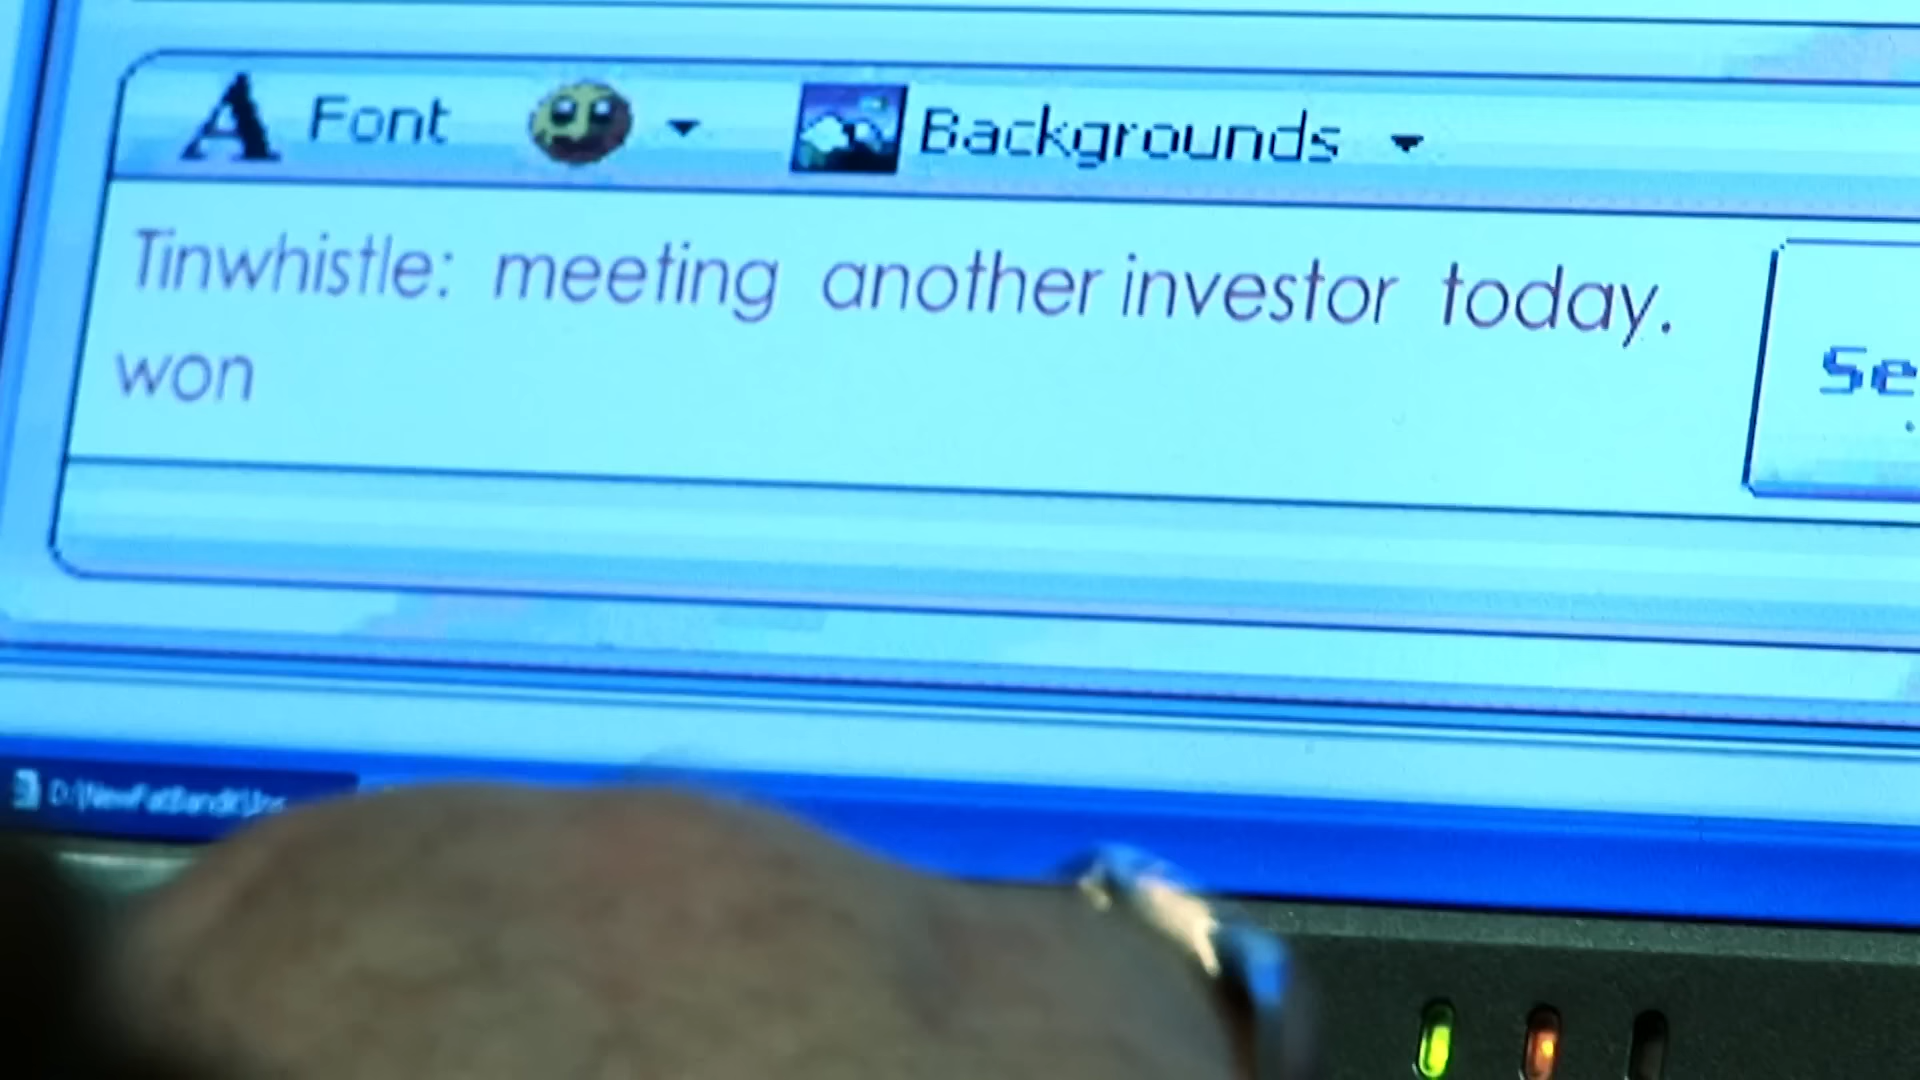 A Font Backgrounds
Tinwhistle: meeting another investor today.
won
Se